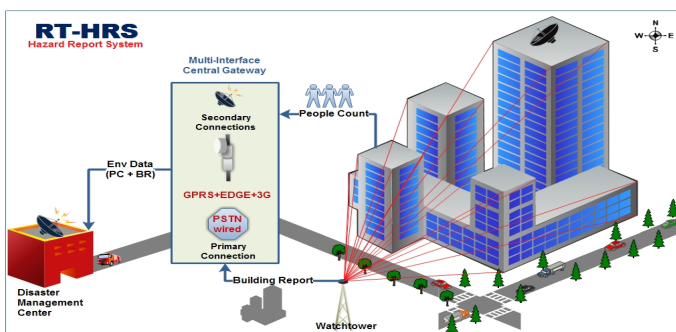 RT-HRS
Hazard Report System
N
W
E
S
Multi-Interface
Central Gateway
Secondary
Connections
People Count
Env Data
(PC + BR)
GPRS+EDGE+3G
PSTN
wired
Primary
Connection
Building Report
Disaster
Management
Center
Watchtower